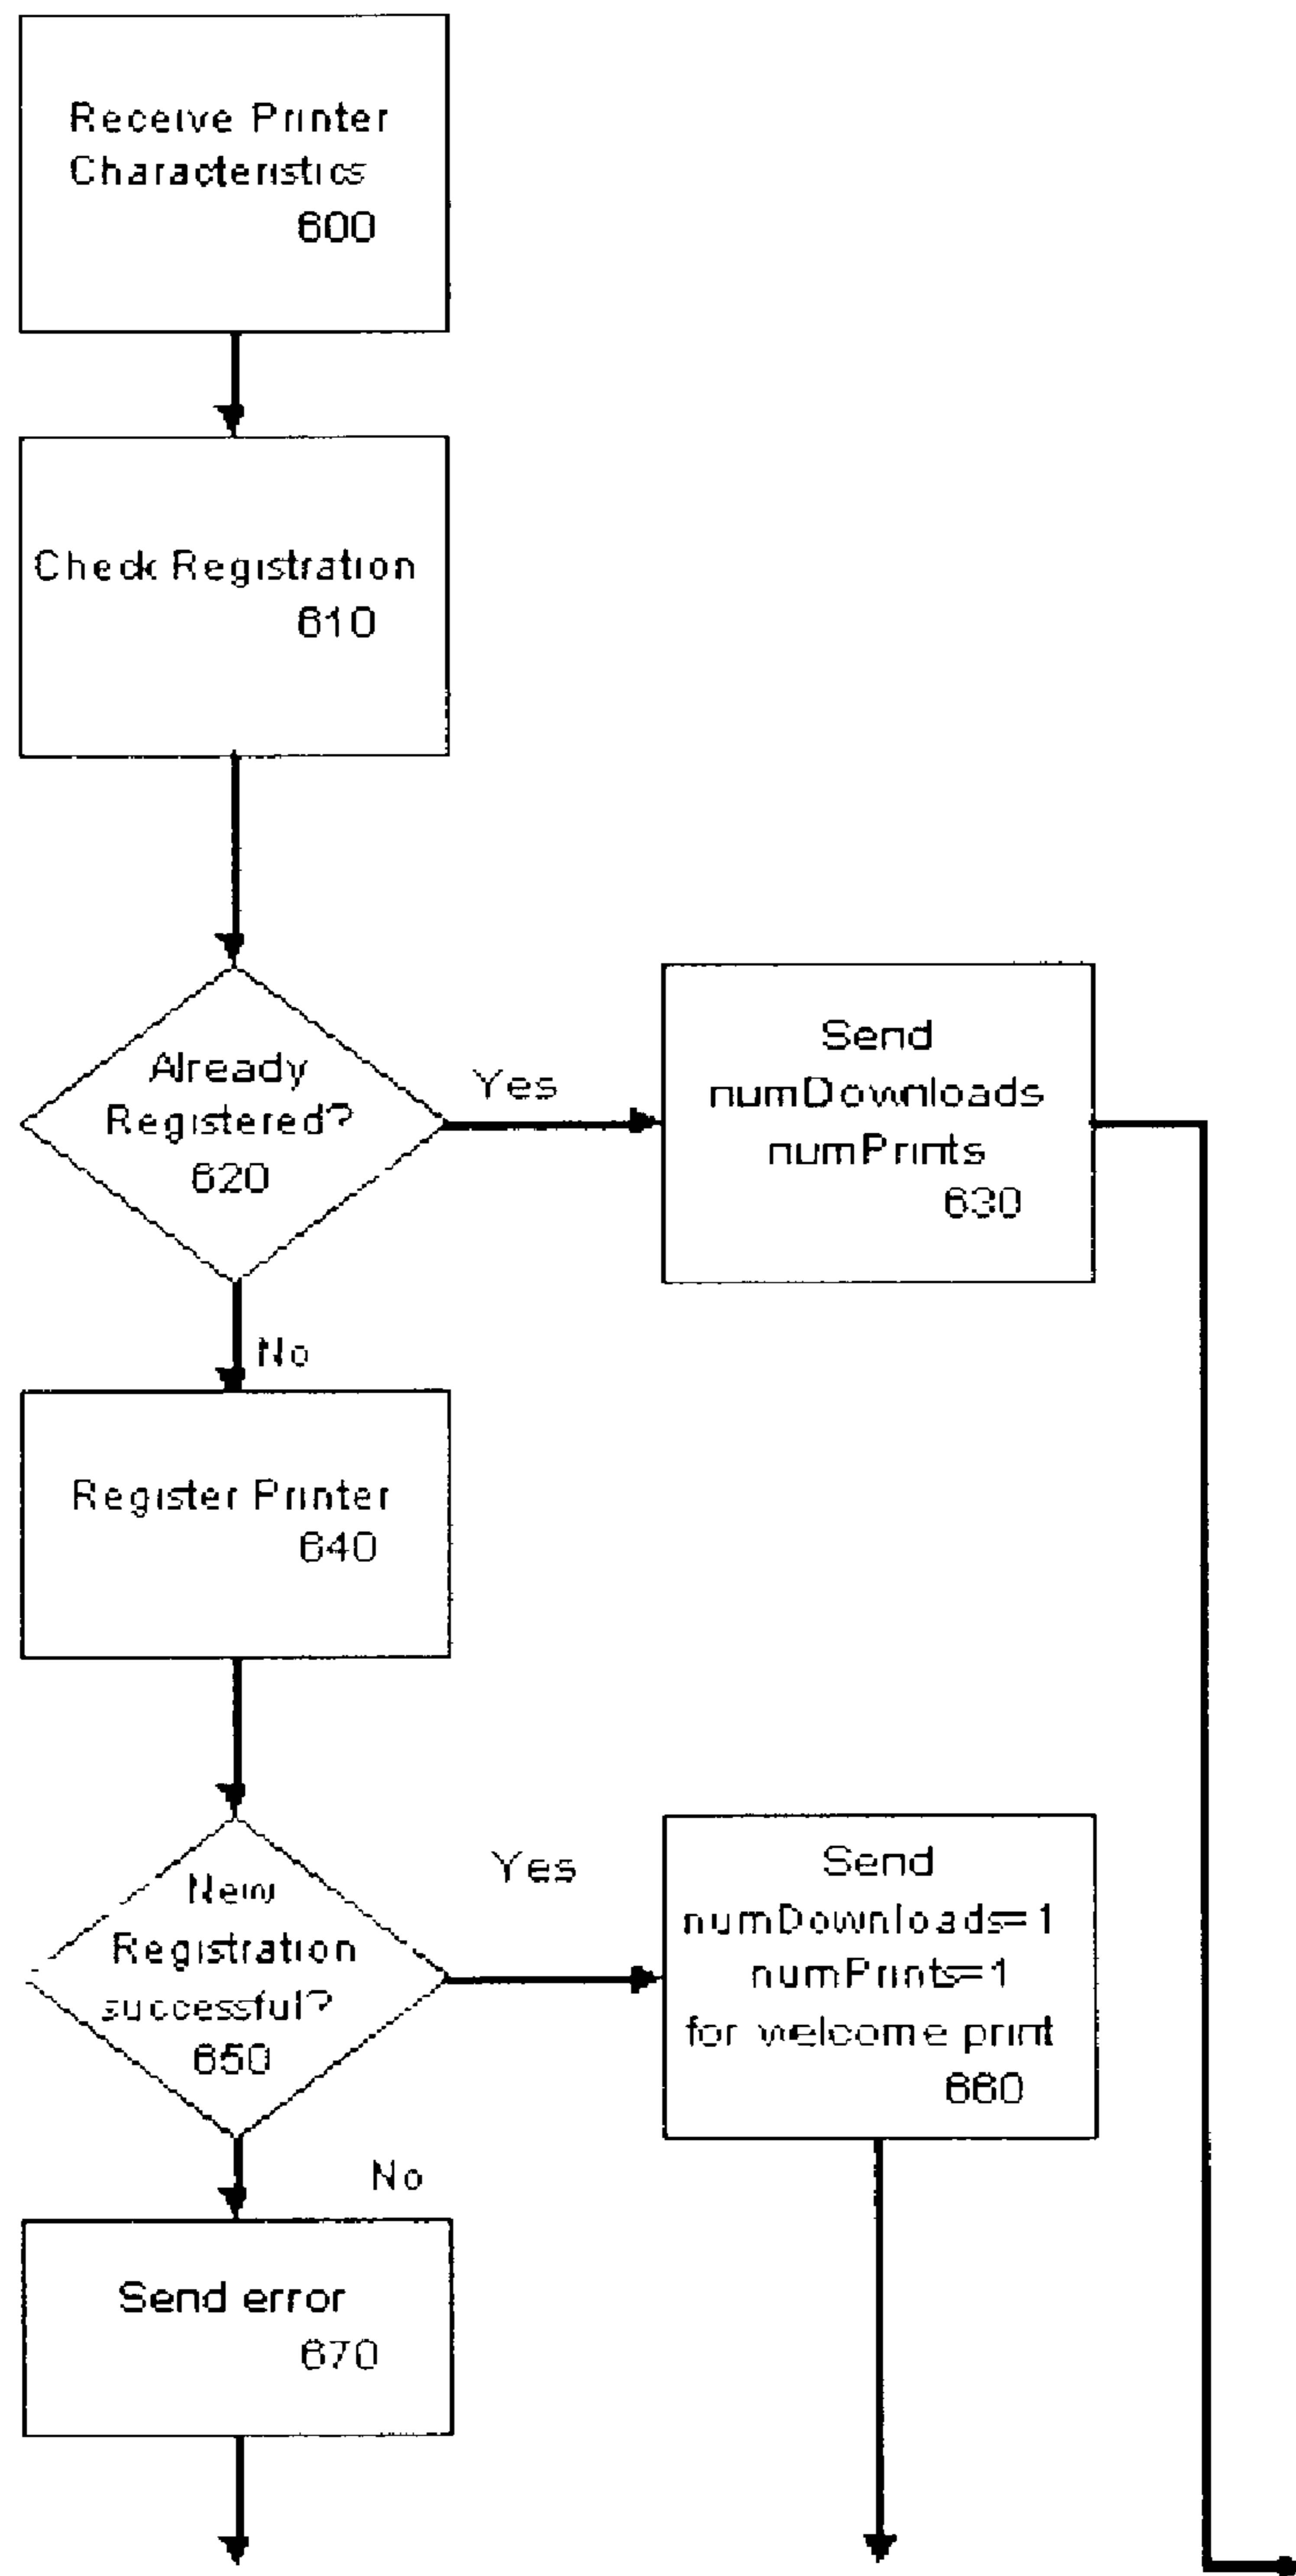 Receive Printer
Characteristics
600
Check Registration
610
Already
Registered?
620
Yes
Send
numDownloads
numPrints
630
No
Register Printer
640
New
Registration
successful?
650
Yes
Send
numDownloads=1
numPrints=1
for welcome print
660
No
Send error
670